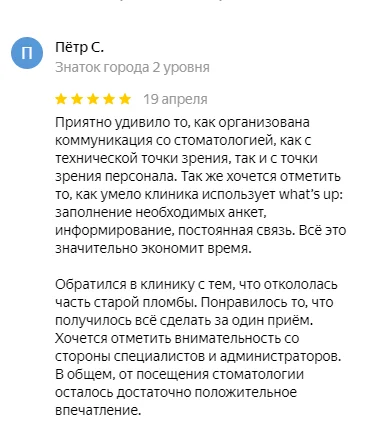 П
Пётр С.
Знаток города 2 уровня
19 апреля
Приятно удивило то, как организована
коммуникация со стоматологией, как с
технической точки зрения, так и с точки
зрения персонала. Так же хочется отметить
то, как умело клиника использует what's up:
заполнение необходимых анкет,
информирование, постоянная связь. Всё это
значительно экономит время.
Обратился в клинику с тем, что откололась
часть старой пломбы. Понравилось то, что
получилось всё сделать за один приём.
Хочется отметить внимательность со
стороны специалистов и администраторов.
В общем, от посещения стоматологии
осталось достаточно положительное
впечатление.